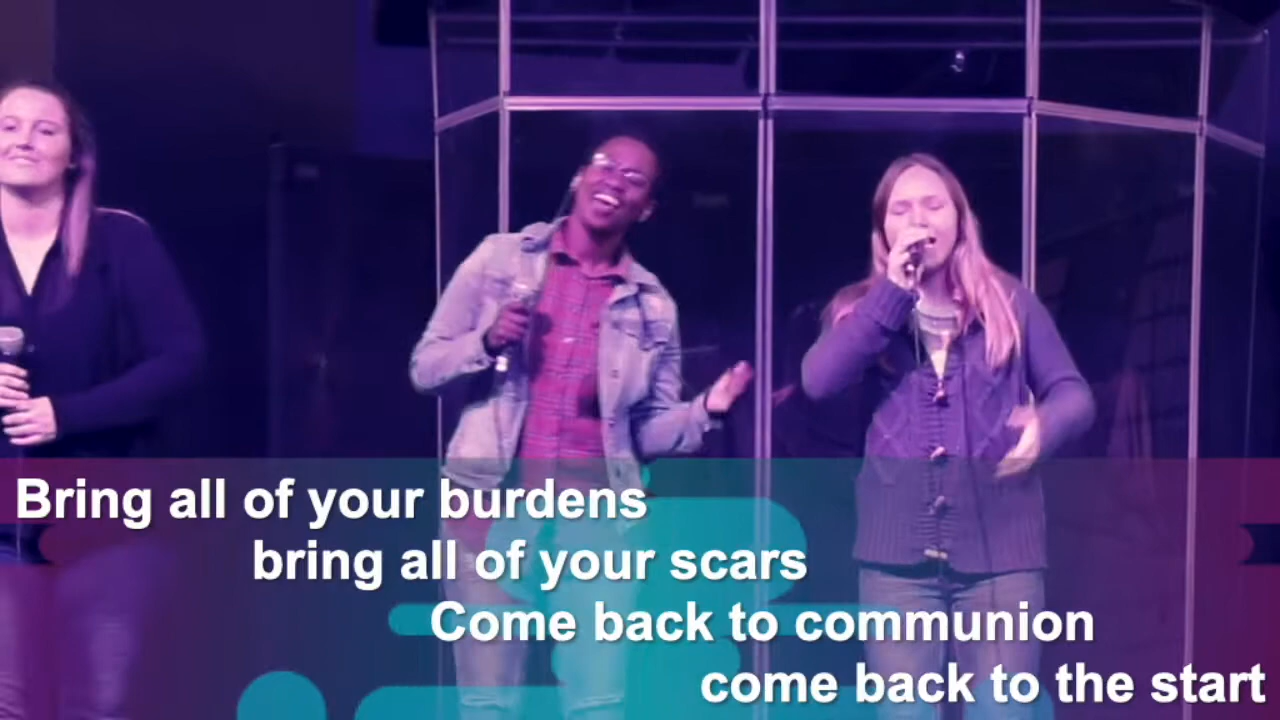 Bring all of your burdens
bring all of your scars
Come back to communion
come back to the start